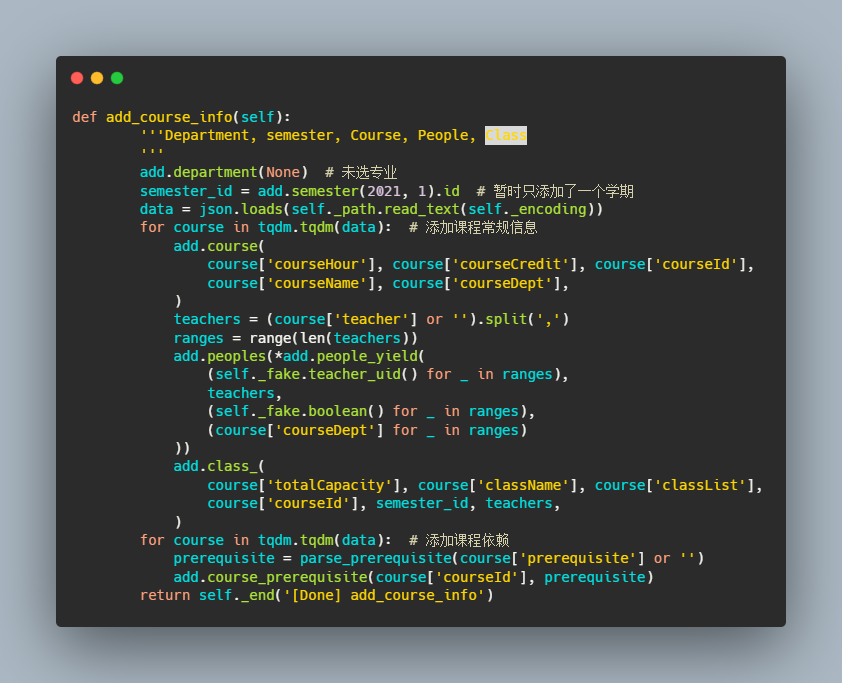 def add_course_info(self):
        '''Department, semester, Course, People, Class
        '''
        add.department(None)  # 未选专业
        semester_id = add.semester(2021, 1).id  # 暂时只添加了一个学期
        data = json.loads(self._path.read_text(self._encoding))
        for course in tqdm.tqdm(data):  # 添加课程常规信息
            add.course(
                course['courseHour'], course['courseCredit'], course['courseId'],
                course['courseName'], course['courseDept'],
            )
            teachers = (course['teacher'] or '').split(',')
            ranges = range(len(teachers))
            add.peoples(*add.people_yield(
                (self._fake.teacher_uid() for _ in ranges),
                teachers,
                (self._fake.boolean() for _ in ranges),
                (course['courseDept'] for _ in ranges)
            ))
            add.class_(
                course['totalCapacity'], course['className'], course['classList'],
                course['courseId'], semester_id, teachers,
            )
        for course in tqdm.tqdm(data):  # 添加课程依赖
            prerequisite = parse_prerequisite(course['prerequisite'] or '')
            add.course_prerequisite(course['courseId'], prerequisite)
        return self._end('[Done] add_course_info')